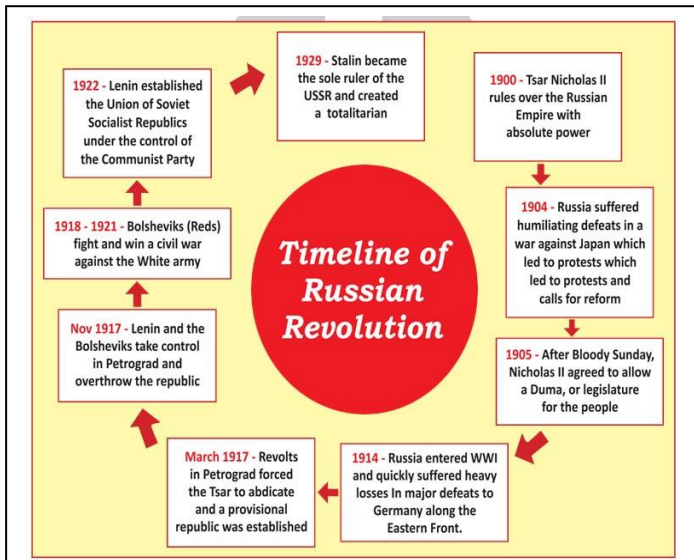 Timeline of
Russian
Revolution
1900 - Tsar Nicholas II
rules over the Russian
Empire with
absolute power
1904 - Russia suffered
humiliating defeats in a
war against Japan which
led to protests which
led to protests and
calls for reform
1905 - After Bloody Sunday,
Nicholas II agreed to allow
a Duma, or legislature
for the people
1914 - Russia entered WWI
and quickly suffered heavy
losses In major defeats to
Germany along the
Eastern Front.
March 1917 - Revolts
in Petrograd forced
the Tsar to abdicate
and a provisional
republic was established
Nov 1917 - Lenin and the
Bolsheviks take control
in Petrograd and
overthrow the republic
1918 - 1921 - Bolsheviks (Reds)
fight and win a civil war
against the White army
1922 - Lenin established
the Union of Soviet
Socialist Republics
under the control of
the Communist Party
1929 - Stalin became
the sole ruler of the
USSR and created
a totalitarian